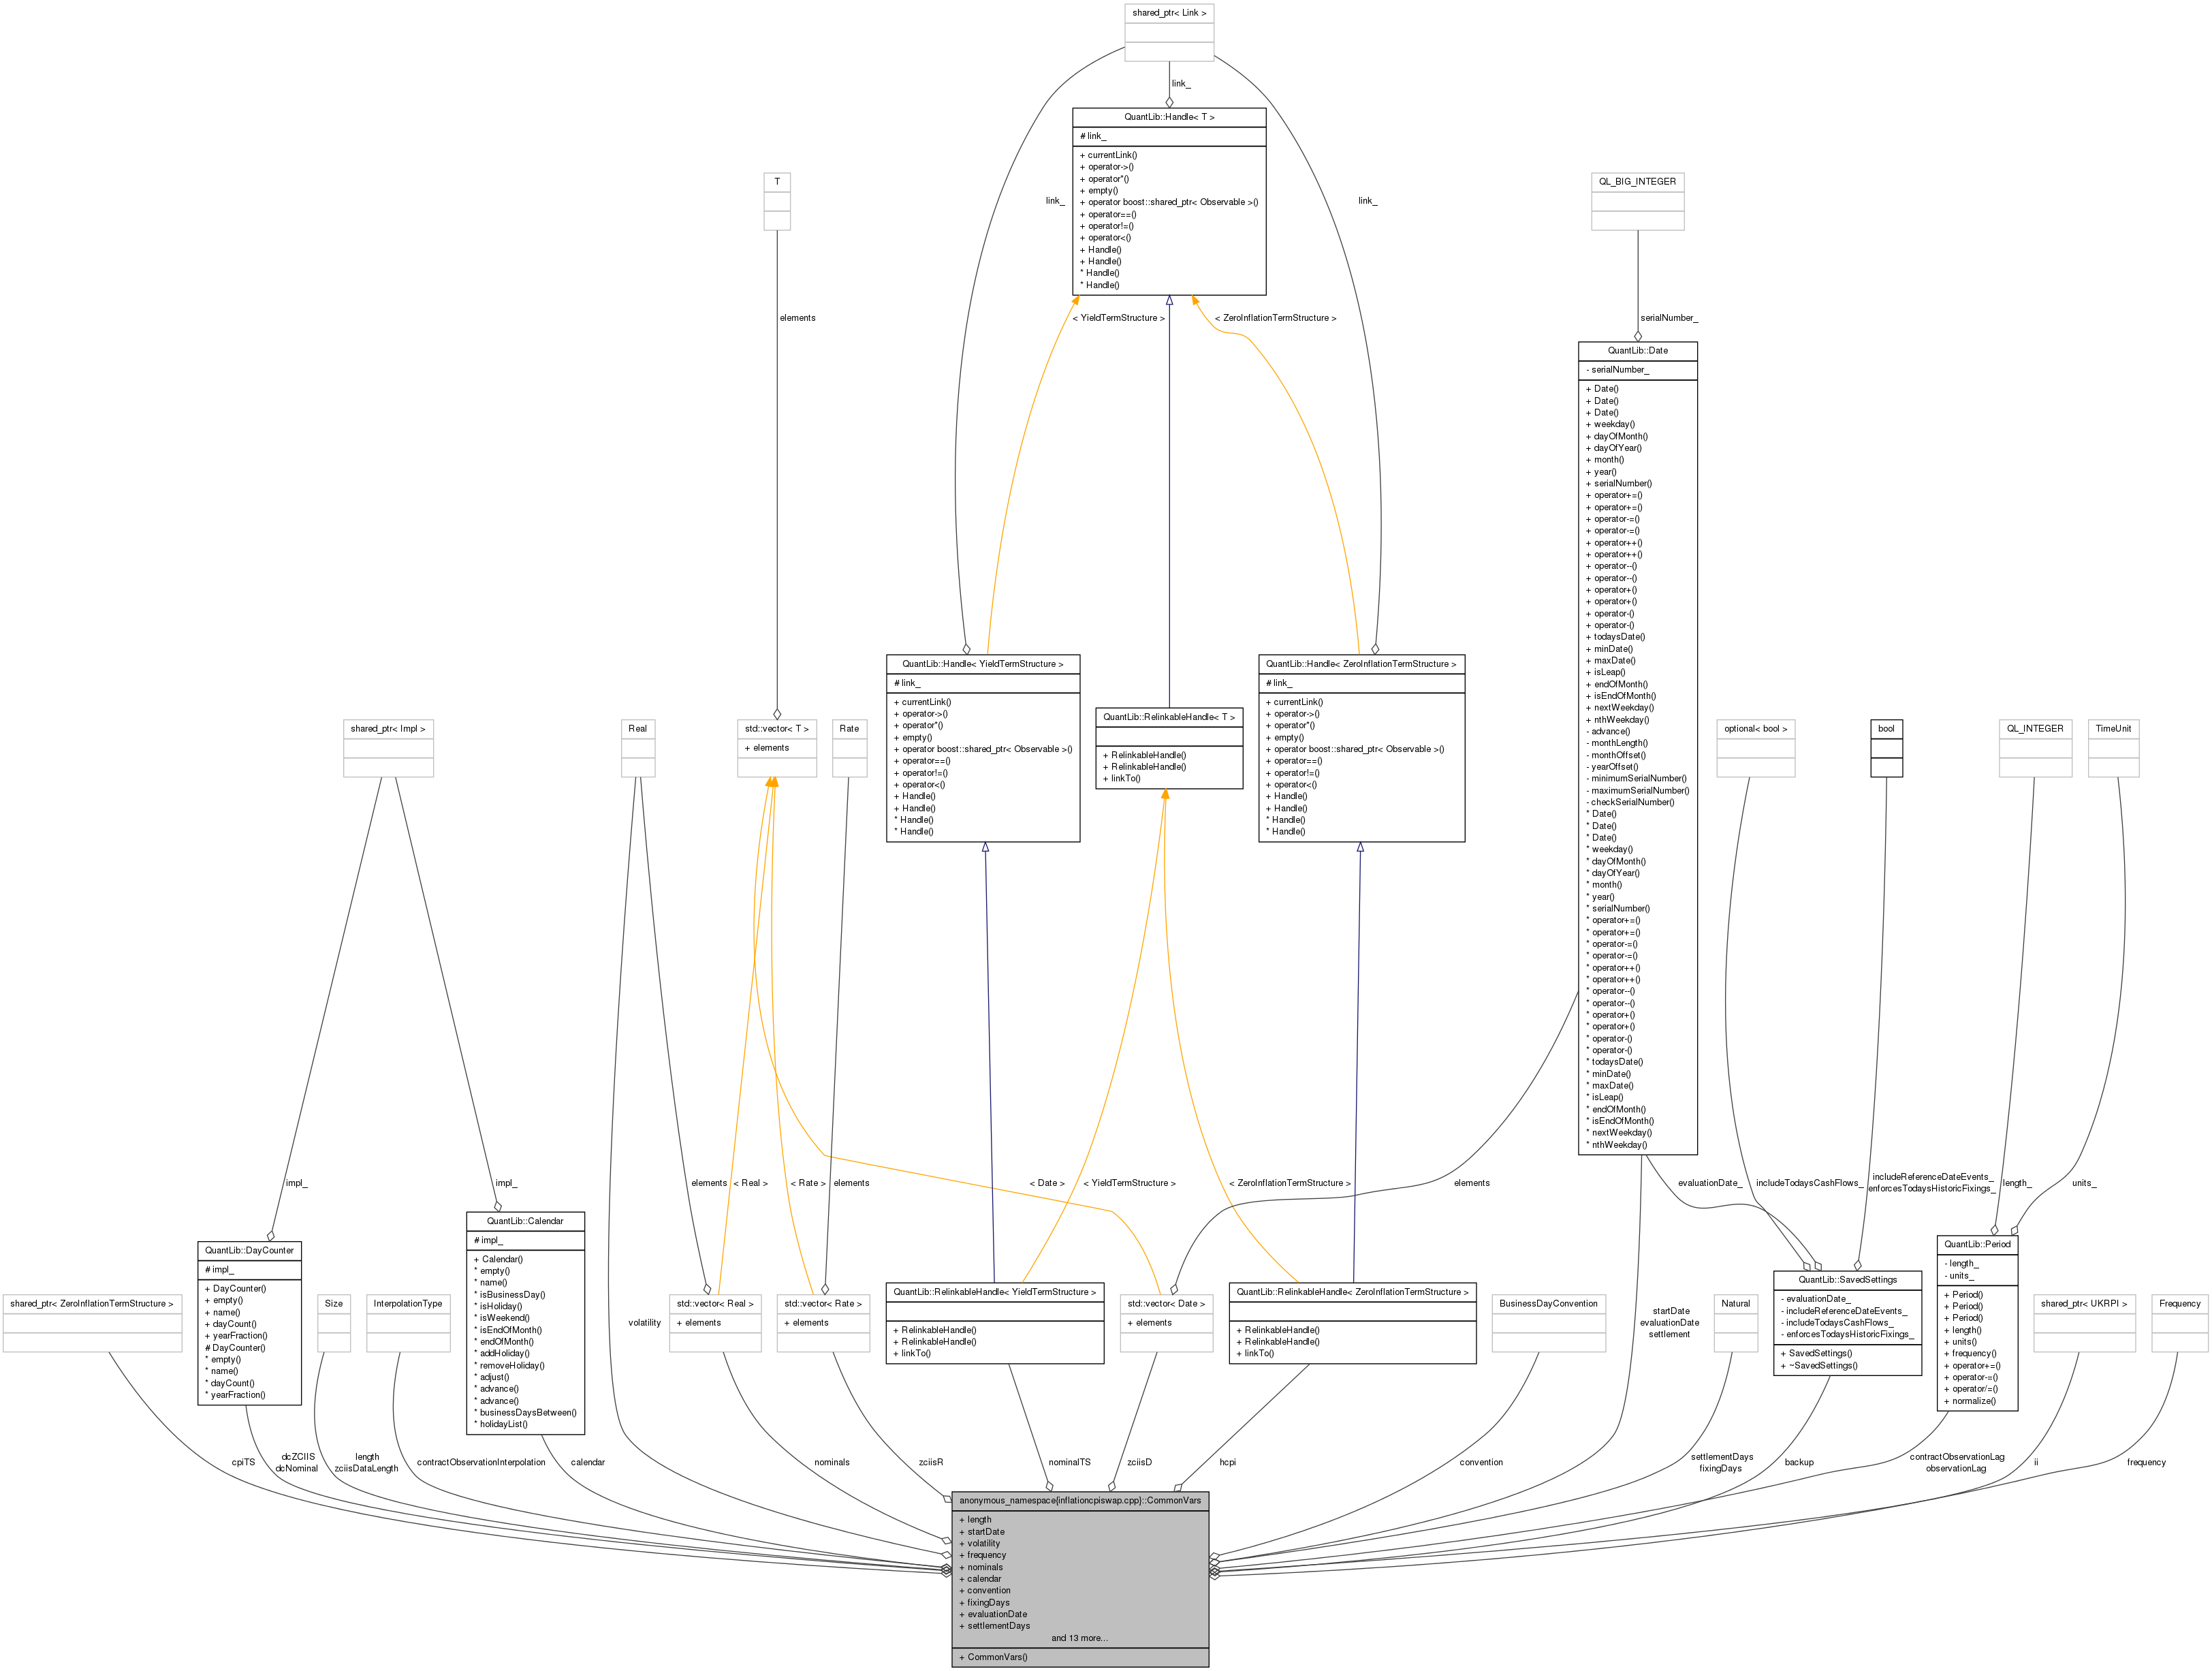 shared_ptr< Link >
link_
QuantLib::Handle< T >
# link_
+ currentLink()
+ operator->()
+ operator*()
+ empty()
+ operator boost::shared_ptr< Observable >()
+ operator==()
+ operator!=()
+ operator<()
+ Handle()
+ Handle()
* Handle()
* Handle()
T
link_
link_
QL_BIG_INTEGER
elements
< YieldTermStructure >
< ZeroInflationTermStructure >
serialNumber_
QuantLib::Date
- serialNumber_
+ Date()
+ Date()
+ Date()
+ weekday()
+ dayOfMonth()
+ dayOfYear()
+ month()
+ year()
+ serialNumber()
+ operator+=()
+ operator+=()
+ operator-=()
+ operator-=()
+ operator++()
+ operator++()
+ operator--()
+ operator--()
+ operator+()
+ operator+()
+ operator-()
+ operator-()
+ todaysDate()
+ minDate()
+ maxDate()
+ isLeap()
+ endOfMonth()
+ isEndOfMonth()
+ nextWeekday()
+ nthWeekday()
- advance()
- monthLength()
- monthOffset()
- yearOffset()
- minimumSerialNumber()
- maximumSerialNumber()
- checkSerialNumber()
* Date()
* Date()
* Date()
* weekday()
* dayOfMonth()
* dayOfYear()
* month()
* year()
* serialNumber()
* operator+=()
* operator+=()
* operator-=()
* operator-=()
* operator++()
* operator++()
* operator--()
* operator--()
* operator+()
* operator+()
* operator-()
* operator-()
* todaysDate()
* minDate()
* maxDate()
* isLeap()
* endOfMonth()
* isEndOfMonth()
* nextWeekday()
* nthWeekday()
QuantLib::Handle< YieldTermStructure >
# link_
+ currentLink()
+ operator->()
+ operator*()
+ empty()
+ operator boost::shared_ptr< Observable >()
+ operator==()
+ operator!=()
+ operator<()
+ Handle()
+ Handle()
* Handle()
* Handle()
QuantLib::RelinkableHandle< T >
+ RelinkableHandle()
+ RelinkableHandle()
+ linkTo()
QuantLib::Handle< ZeroInflationTermStructure >
# link_
+ currentLink()
+ operator->()
+ operator*()
+ empty()
+ operator boost::shared_ptr< Observable >()
+ operator==()
+ operator!=()
+ operator<()
+ Handle()
+ Handle()
* Handle()
* Handle()
shared_ptr< Impl >
Real
std::vector< T >
+ elements
Rate
optional< bool >
bool
QL_INTEGER
TimeUnit
impl_
impl_
elements
< Real >
< Rate >
elements
< Date >
< YieldTermStructure >
< ZeroInflationTermStructure >
elements
evaluationDate_
includeTodaysCashFlows_
includeReferenceDateEvents_
enforcesTodaysHistoricFixings_
length_
units_
shared_ptr< ZeroInflationTermStructure >
QuantLib::DayCounter
# impl_
+ DayCounter()
+ empty()
+ name()
+ dayCount()
+ yearFraction()
# DayCounter()
* empty()
* name()
* dayCount()
* yearFraction()
Size
InterpolationType
QuantLib::Calendar
# impl_
+ Calendar()
* empty()
* name()
* isBusinessDay()
* isHoliday()
* isWeekend()
* isEndOfMonth()
* endOfMonth()
* addHoliday()
* removeHoliday()
* adjust()
* advance()
* advance()
* businessDaysBetween()
* holidayList()
volatility
std::vector< Real >
+ elements
std::vector< Rate >
+ elements
QuantLib::RelinkableHandle< YieldTermStructure >
+ RelinkableHandle()
+ RelinkableHandle()
+ linkTo()
std::vector< Date >
+ elements
QuantLib::RelinkableHandle< ZeroInflationTermStructure >
+ RelinkableHandle()
+ RelinkableHandle()
+ linkTo()
BusinessDayConvention
startDate
evaluationDate
settlement
Natural
QuantLib::SavedSettings
- evaluationDate_
- includeReferenceDateEvents_
- includeTodaysCashFlows_
- enforcesTodaysHistoricFixings_
+ SavedSettings()
+ ~SavedSettings()
QuantLib::Period
- length_
- units_
+ Period()
+ Period()
+ Period()
+ length()
+ units()
+ frequency()
+ operator+=()
+ operator-=()
+ operator/=()
+ normalize()
shared_ptr< UKRPI >
Frequency
cpiTS
dcZCIIS
dcNominal
length
zciisDataLength
contractObservationInterpolation
calendar
nominals
zciisR
nominalTS
zciisD
hcpi
convention
settlementDays
fixingDays
backup
contractObservationLag
observationLag
ii
frequency
anonymous_namespace{inflationcpiswap.cpp}::CommonVars
+ length
+ startDate
+ volatility
+ frequency
+ nominals
+ calendar
+ convention
+ fixingDays
+ evaluationDate
+ settlementDays
and 13 more...
+ CommonVars()